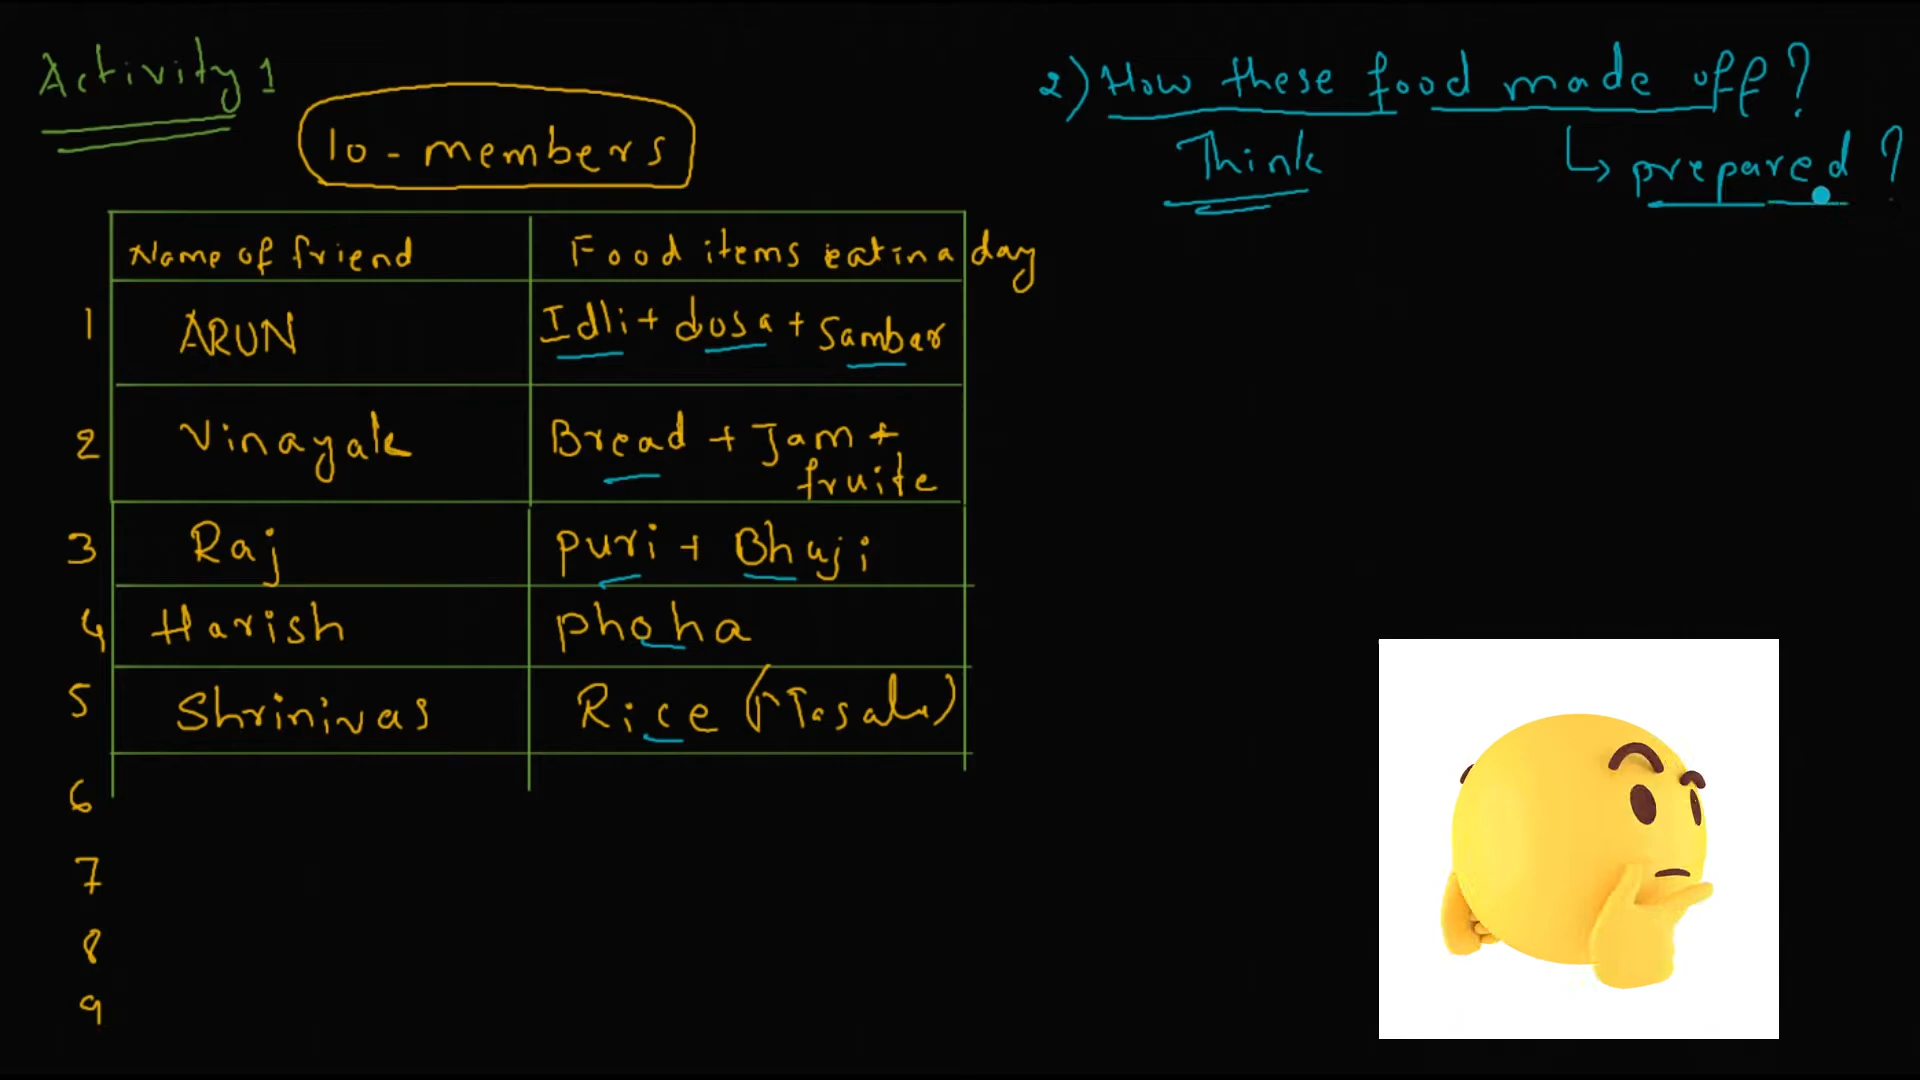 Activity 1
10 - members
2) How these food made off?
Think
↳ prepared ?
Name of friend
Food items eat in a day
1 ARUN Idli + dosa + Sambar
2 Vinayak Bread + Jam +
fruite
3 Raj puri + Bhaji
4 Harish phoha
5 Shrinivas Rice (Masala)
6
7
8
9